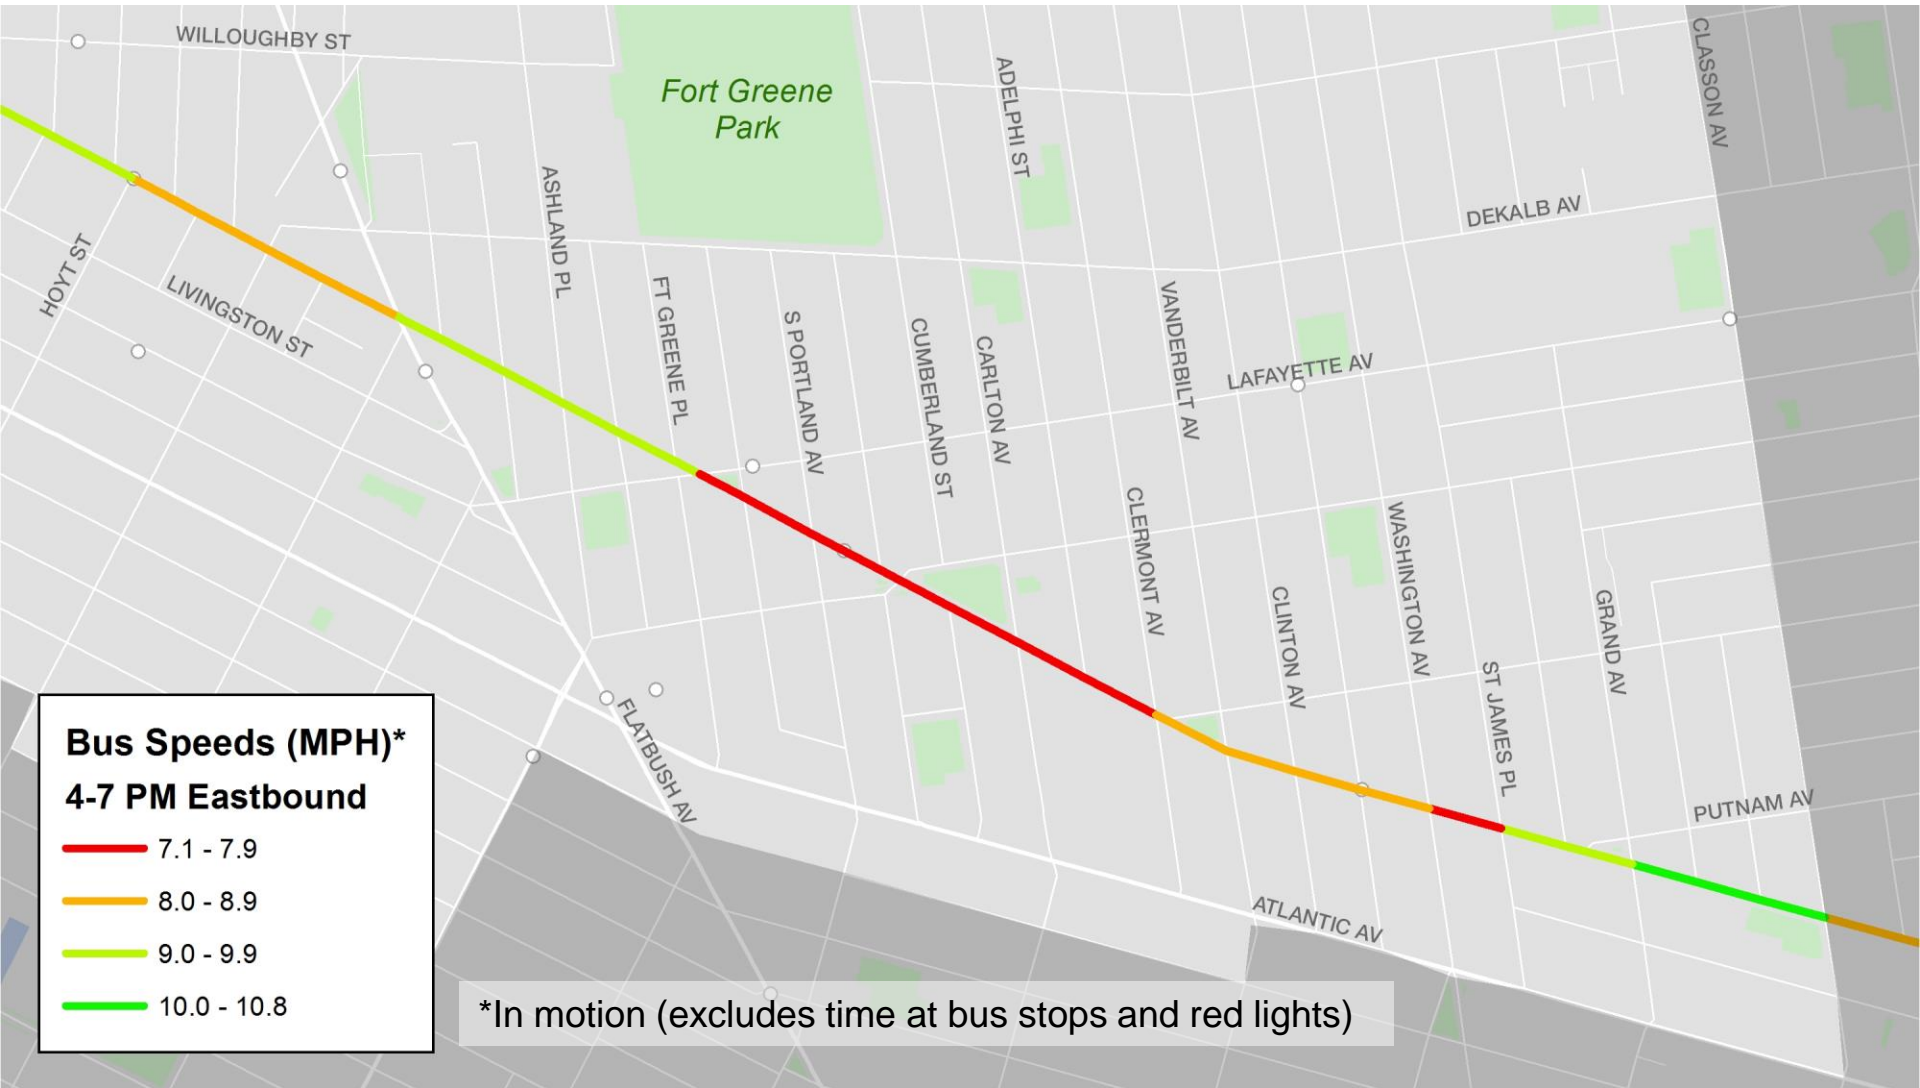 WILLOUGHBY ST
Fort Greene
Park
ADELPHI ST
CLASSON AV
ASHLAND PL
DEKALB AV
HOYT ST
LIVINGSTON ST
FT GREENE PL
S PORTLAND AV
CUMBERLAND ST
CARLTON AV
VANDERBILT AV
LAFAYETTE AV
CLERMONT AV
WASHINGTON AV
CLINTON AV
GRAND AV
ST JAMES PL
PUTNAM AV
FLATBUSH AV
ATLANTIC AV
Bus Speeds (MPH)*
4-7 PM Eastbound
7.1 - 7.9
8.0 - 8.9
9.0 - 9.9
10.0 - 10.8
*In motion (excludes time at bus stops and red lights)